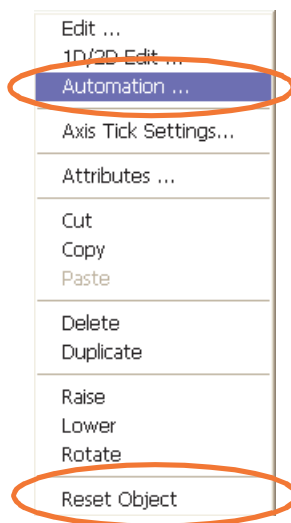 Edit ...
1D/2D Edit ...
Automation ...
Axis Tick Settings...
Attributes ...
Cut
Copy
Paste
Delete
Duplicate
Raise
Lower
Rotate
Reset Object